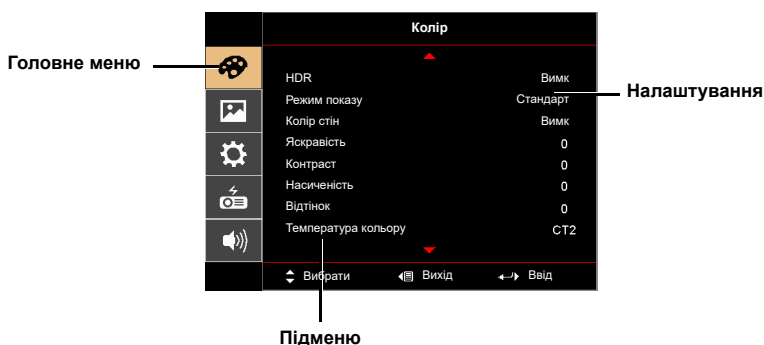 Колір
Головне меню
HDR Вимк
Налаштування
Режим показу Стандарт
Колір стін Вимк
Яскравість 0
Контраст 0
Насиченість 0
Відтінок 0
Температура кольору CT2
Вибрати Вихід Ввід
Підменю